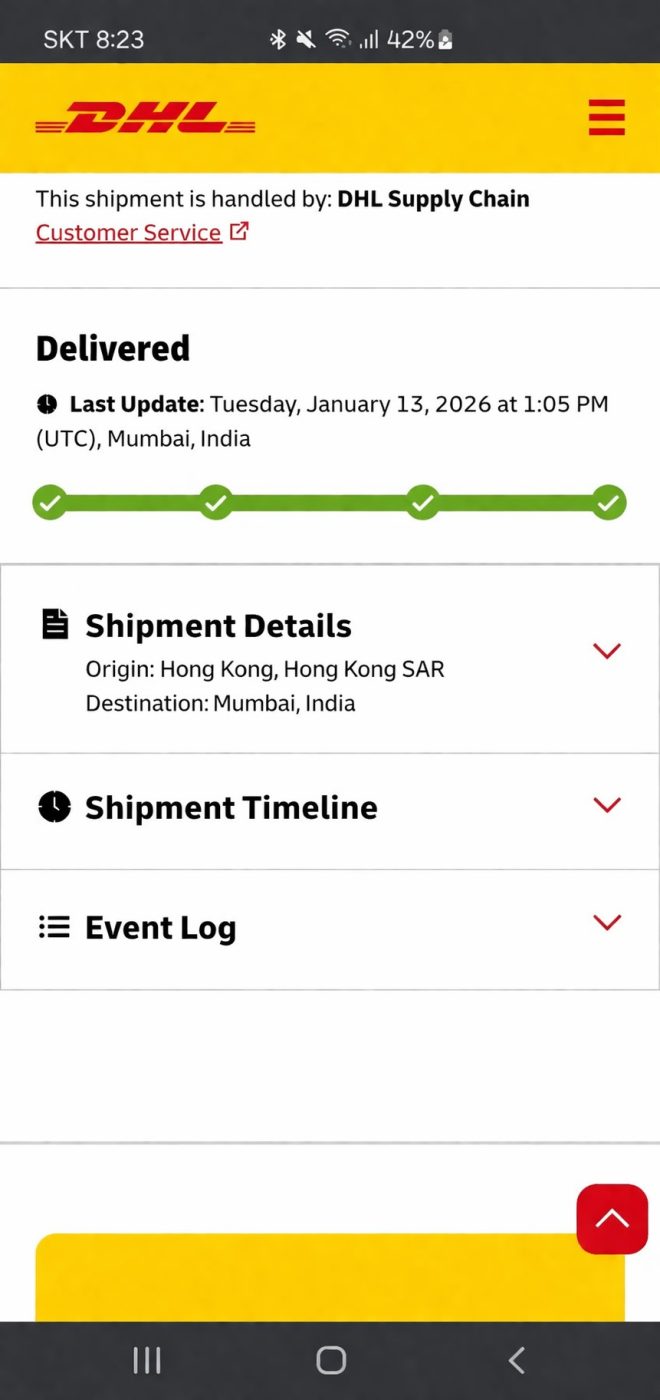 SKT 8:23 42%
DHL
This shipment is handled by: DHL Supply Chain
Customer Service
Delivered
Last Update: Tuesday, January 13, 2026 at 1:05 PM
(UTC), Mumbai, India
Shipment Details
Origin: Hong Kong, Hong Kong SAR
Destination: Mumbai, India
Shipment Timeline
Event Log